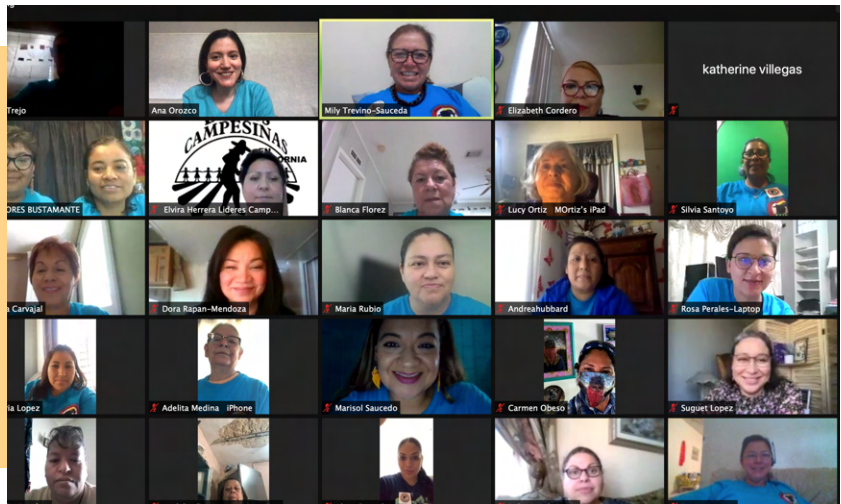 Trejo
Ana Orozco
Mily Trevino-Sauceda
Elizabeth Cordero
katherine villegas
ORES BUSTAMANTE
CAMPESINAS
ORNIA
Elvira Herrera Lideres Camp...
Blanca Florez
Lucy Ortiz MOrtiz's iPad
Silvia Santoyo
a Carvajal
Dora Rapan-Mendoza
Maria Rubio
Andreahubbard
Rosa Perales-Laptop
ia Lopez
Adelita Medina iPhone
Marisol Saucedo
Carmen Obeso
Suguet Lopez